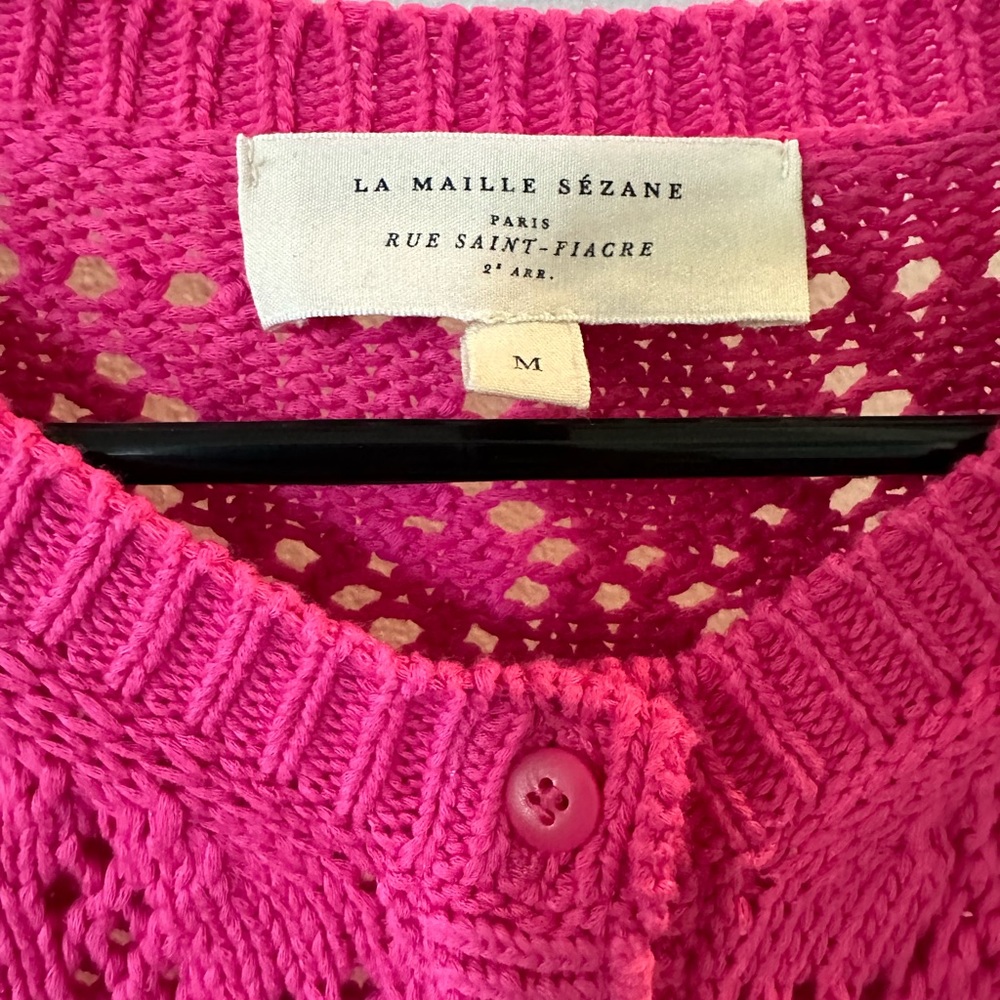 LA MAILLE SÉZANE
PARIS
RUE SAINT-FIACRE
2ᴱ ARR.
M